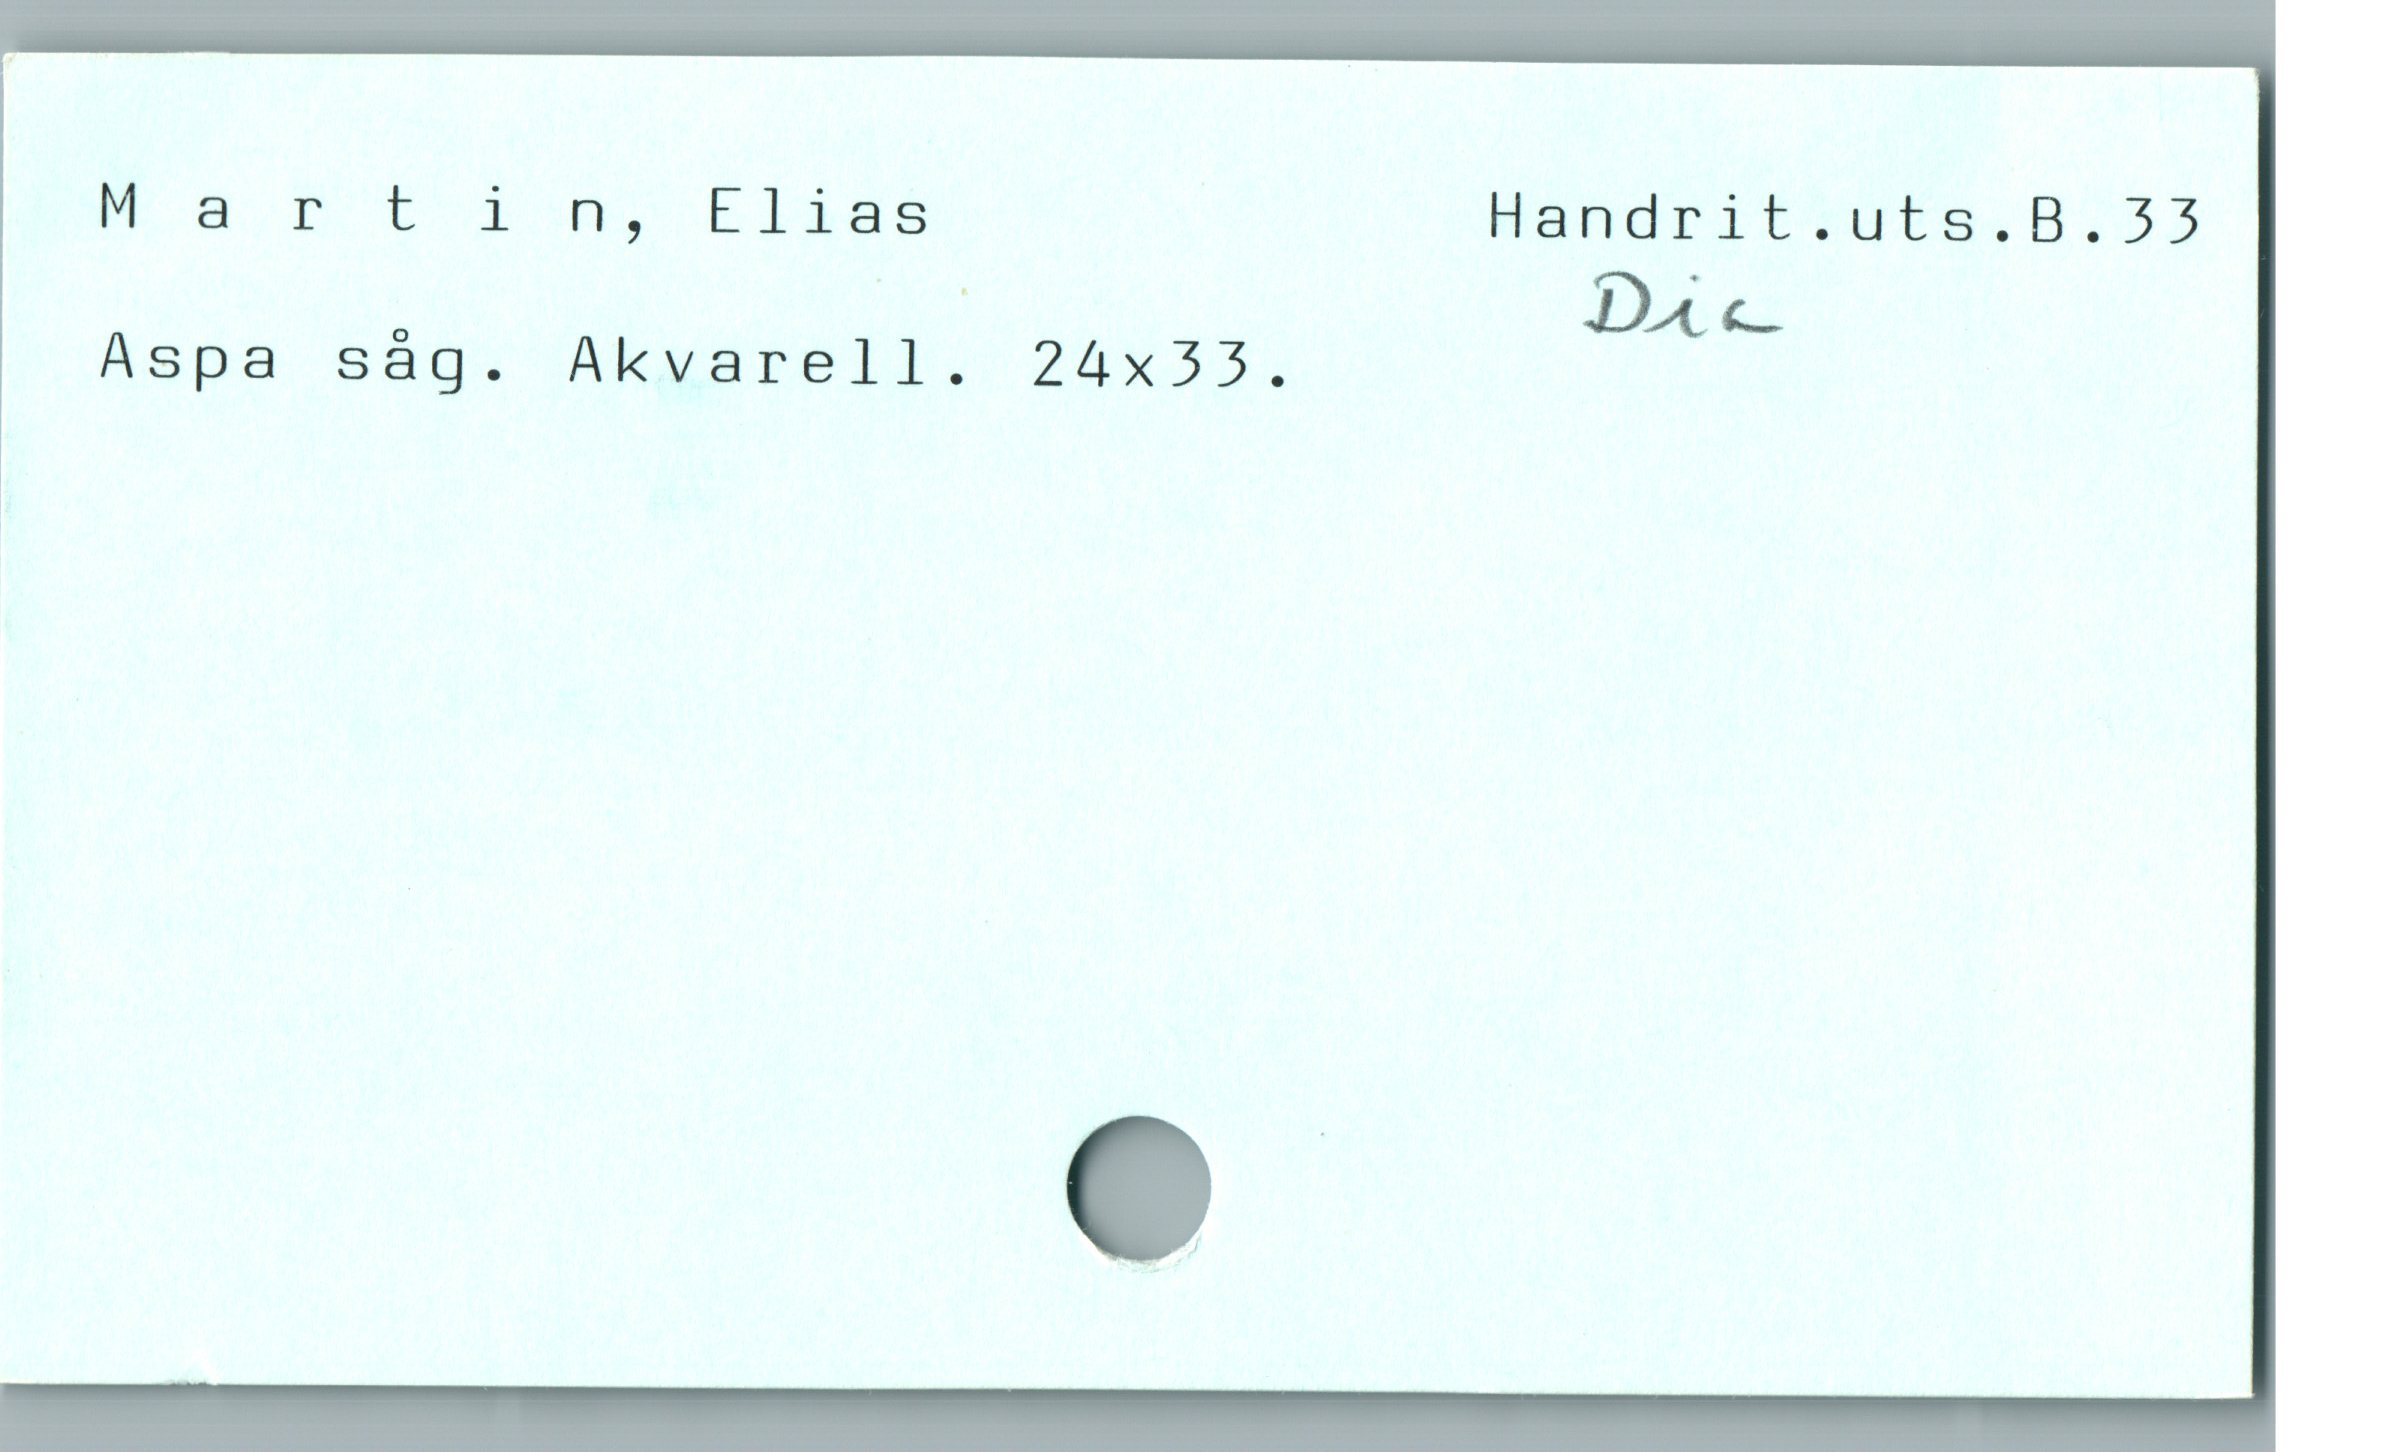 M a r t i n, Elias Handrit.uts.B.33
Dia
Aspa såg. Akvarell. 24x33.